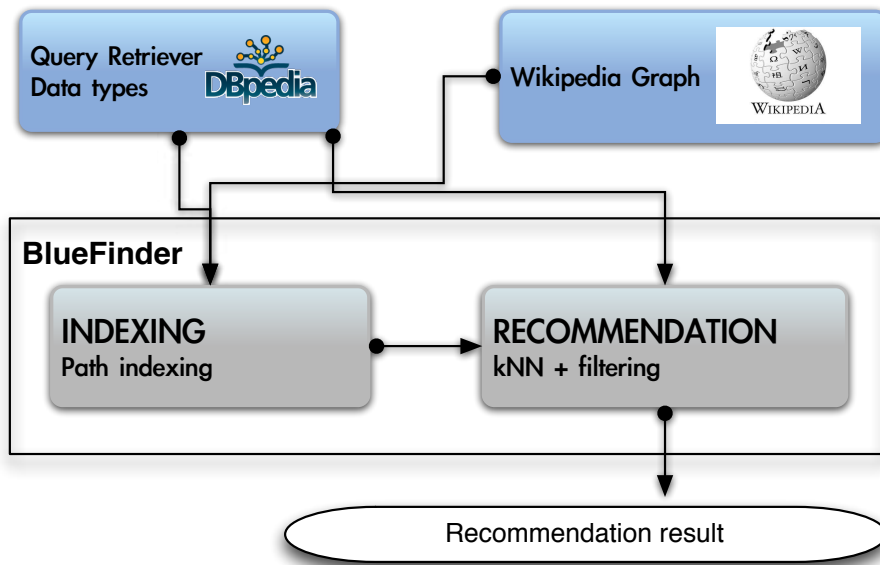 Query Retriever
Data types
DBpedia
Wikipedia Graph
Ω
W
И
WIKIPEDIA
BlueFinder
INDEXING
Path indexing
RECOMMENDATION
kNN + filtering
Recommendation result